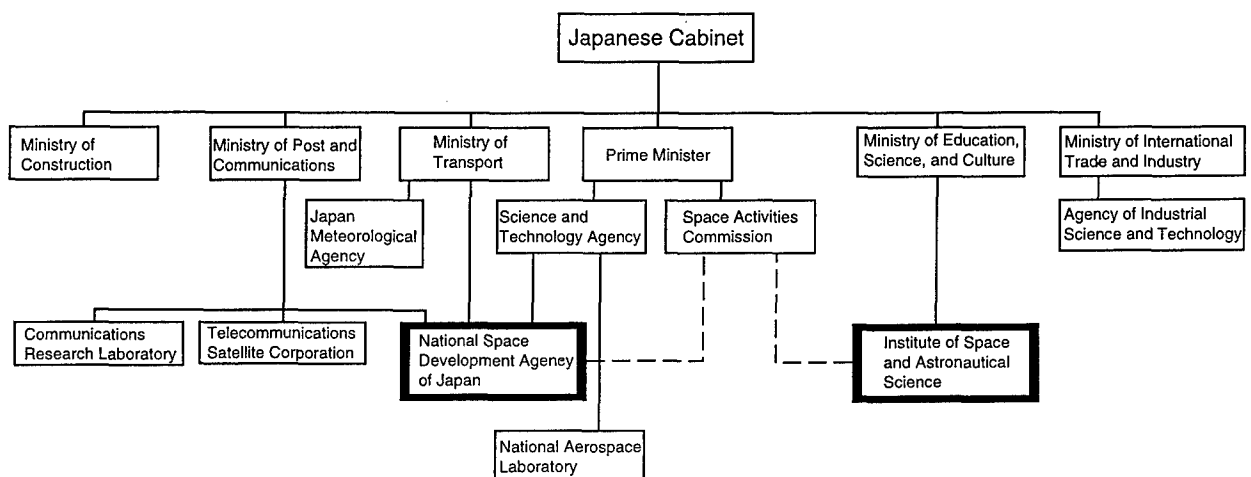 Japanese Cabinet
Ministry of
Construction
Ministry of Post and
Communications
Ministry of
Transport
Prime Minister
Ministry of Education,
Science, and Culture
Ministry of International
Trade and Industry
Japan
Meteorological
Agency
Science and
Technology Agency
Space Activities
Commission
Agency of Industrial
Science and Technology
Communications
Research Laboratory
Telecommunications
Satellite Corporation
National Space
Development Agency
of Japan
Institute of Space
and Astronautical
Science
National Aerospace
Laboratory